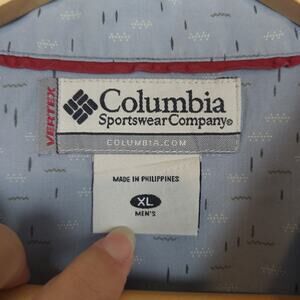 VERTEX
Columbia
Sportswear Company®
COLUMBIA.COM
MADE IN PHILIPPINES
XL
MEN'S